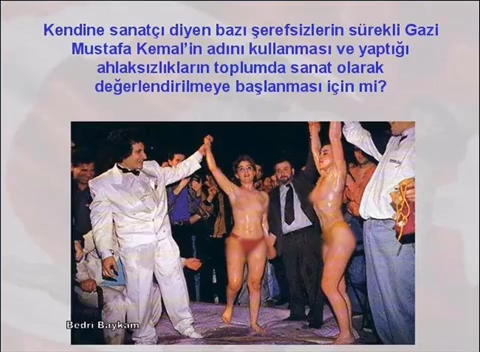 Kendine sanatçı diyen bazı şerefsizlerin sürekli Gazi
Mustafa Kemal'in adını kullanması ve yaptığı
ahlaksızlıkların toplumda sanat olarak
değerlendirilmeye başlanması için mi?
Bedri Baykam